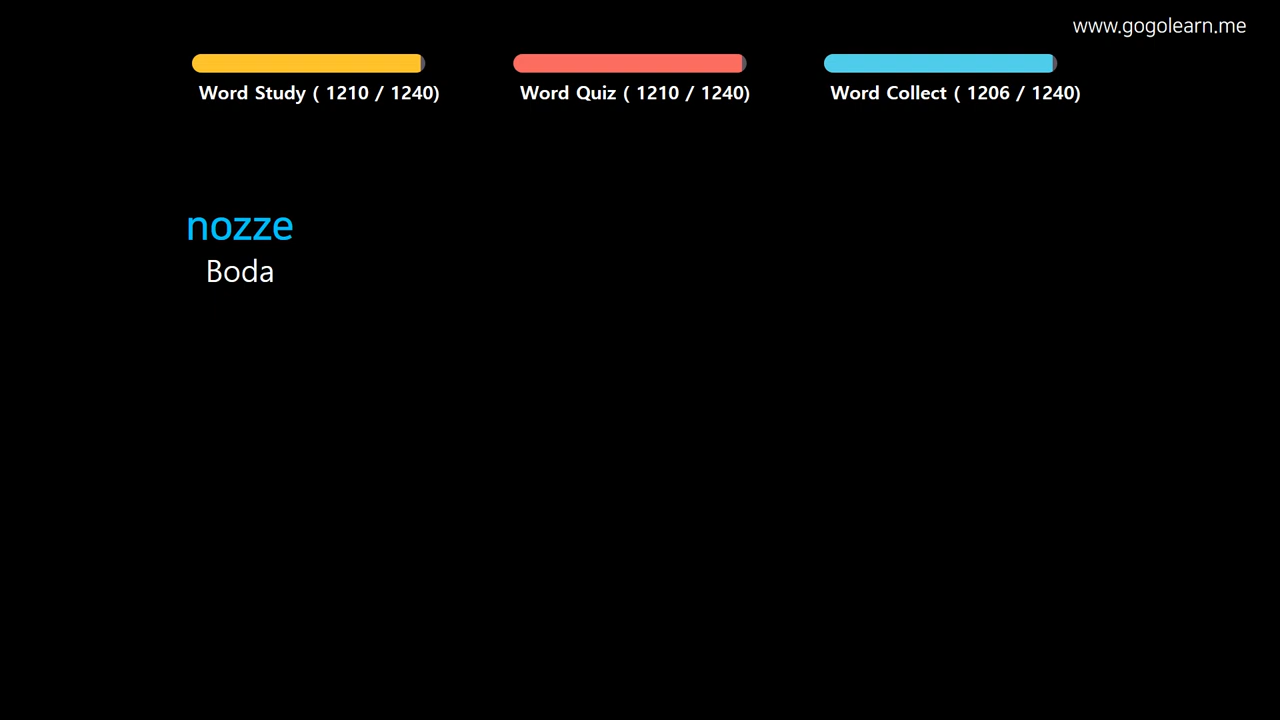 www.gogolearn.me
Word Study ( 1210 / 1240)
Word Quiz ( 1210 / 1240)
Word Collect ( 1206 / 1240)
nozze
Boda